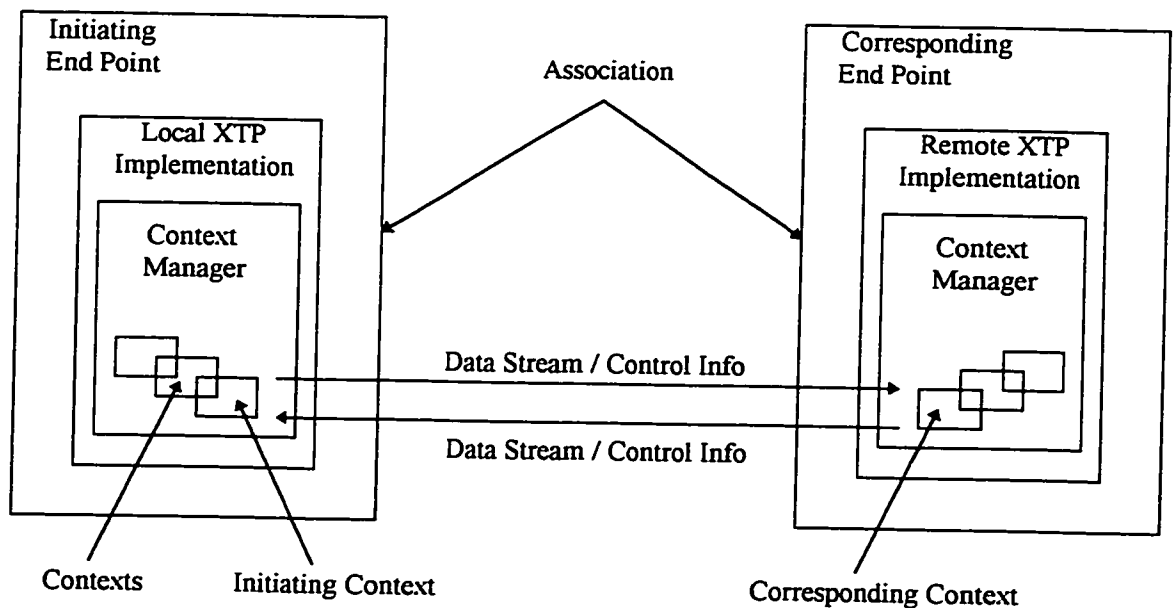 Initiating
End Point
Local XTP
Implementation
Context
Manager
Association
Corresponding
End Point
Remote XTP
Implementation
Context
Manager
Data Stream / Control Info
Data Stream / Control Info
Contexts
Initiating Context
Corresponding Context